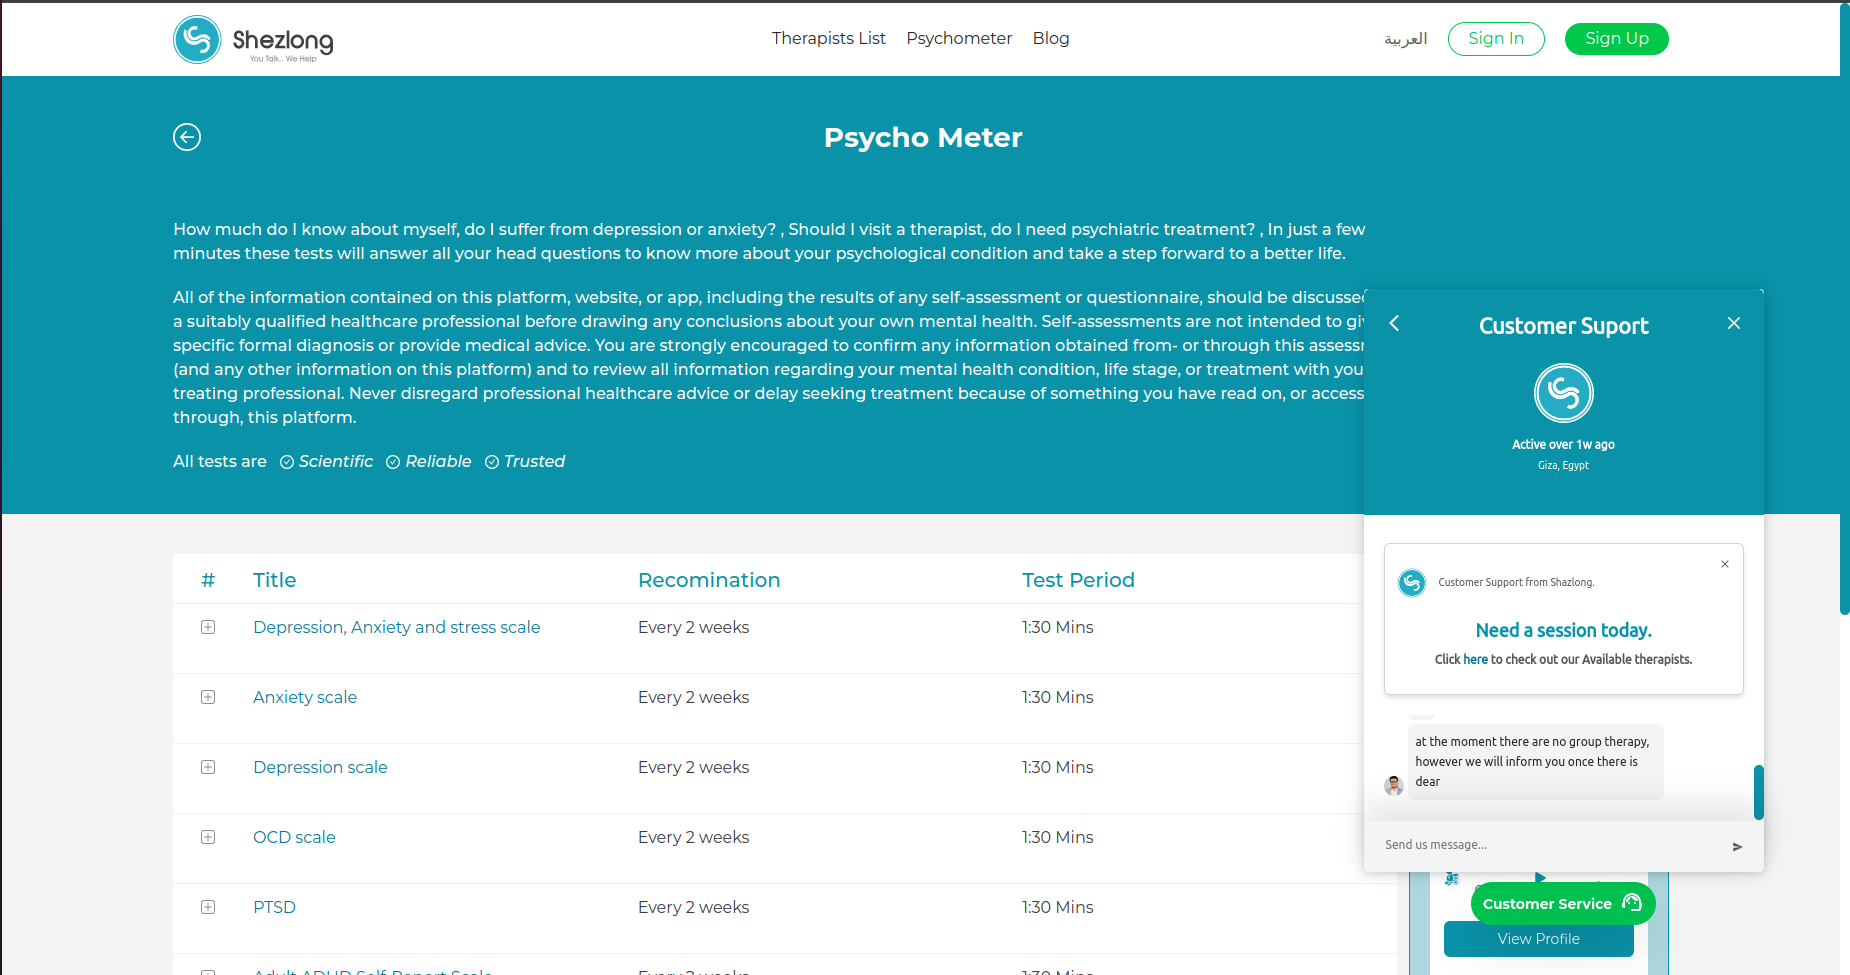 Shezlong
You Talk.. We Help
Therapists List
Psychometer
Blog
العربية
Sign In
Sign Up
Psycho Meter
How much do I know about myself, do I suffer from depression or anxiety? , Should I visit a therapist, do I need psychiatric treatment? , In just a few
minutes these tests will answer all your head questions to know more about your psychological condition and take a step forward to a better life.
All of the information contained on this platform, website, or app, including the results of any self-assessment or questionnaire, should be discussed
a suitably qualified healthcare professional before drawing any conclusions about your own mental health. Self-assessments are not intended to
specific formal diagnosis or provide medical advice. You are strongly encouraged to confirm any information obtained from- or through this
(and any other information on this platform) and to review all information regarding your mental health condition, life stage, or treatment with
treating professional. Never disregard professional healthcare advice or delay seeking treatment because of something you have read on, or
through, this platform.
All tests are Scientific Reliable Trusted
# Title Recomination Test Period
Depression, Anxiety and stress scale Every 2 weeks 1:30 Mins
Anxiety scale Every 2 weeks 1:30 Mins
Depression scale Every 2 weeks 1:30 Mins
OCD scale Every 2 weeks 1:30 Mins
PTSD Every 2 weeks 1:30 Mins
Adult ADHD Self-Report Scale Every 2 weeks 1:30 Mins
Customer Suport
Active over 1w ago
Giza, Egypt
Customer Support from Shazlong.
Need a session today.
Click here to check out our Available therapists.
at the moment there are no group therapy,
however we will inform you once there is
dear
Send us message...
Customer Service
View Profile